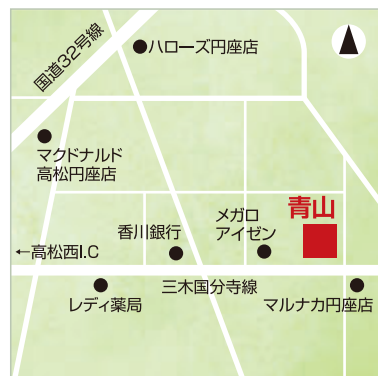 国道32号線
ハローズ円座店
マクドナルド
高松円座店
青山
メガロ
アイゼン
香川銀行
←高松西I.C
三木国分寺線
レディ薬局
マルナカ円座店